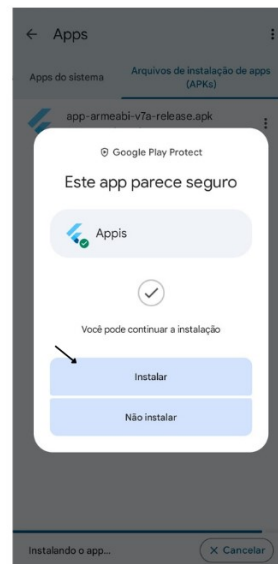 Apps
Apps do sistema
Arquivos de instalação de apps
(APKs)
app-armeabi-v7a-release.apk
Google Play Protect
Este app parece seguro
Appis
Você pode continuar a instalação
Instalar
Não instalar
Instalando o app...
X Cancelar